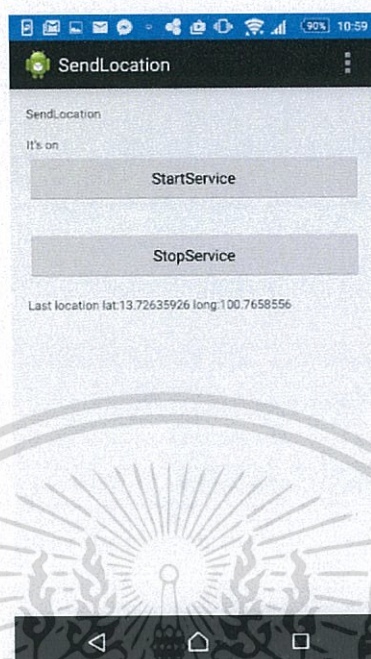 90% 10:59
SendLocation
SendLocation
It's on
StartService
StopService
Last location lat:13.72635926 long:100.7658556